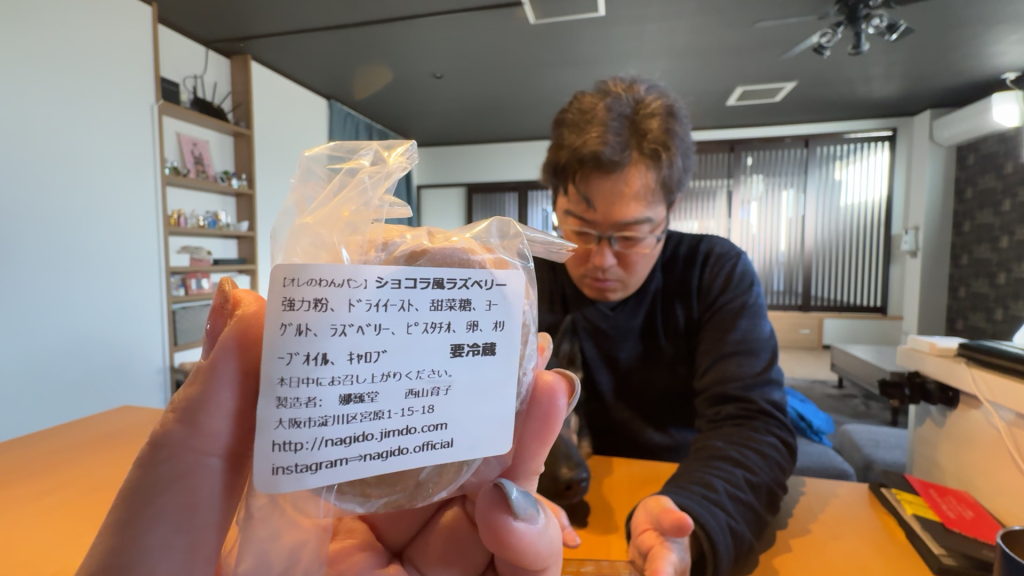 【オレのわんパン】ショコラ風ラズベリー
強力粉、ドライイースト、甜菜糖、ヨー
グルト、ラズベリー、ピスタチオ、卵、オリ
ーブオイル、キャロブ 要冷蔵
本日中にお召し上がりください。
製造者： 堂 西山育子
大阪市淀川区宮原1-15-18
http://nagido.jimdo.com
instagram⇒nagido.official